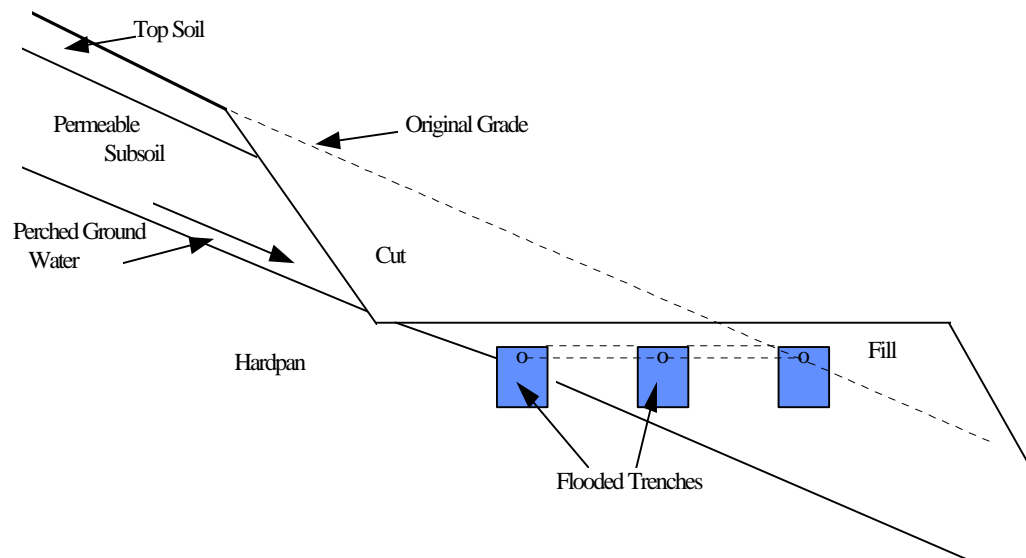 Top Soil
Original Grade
Permeable
Subsoil
Perched Ground
Water
Cut
Hardpan
Fill
Flooded Trenches